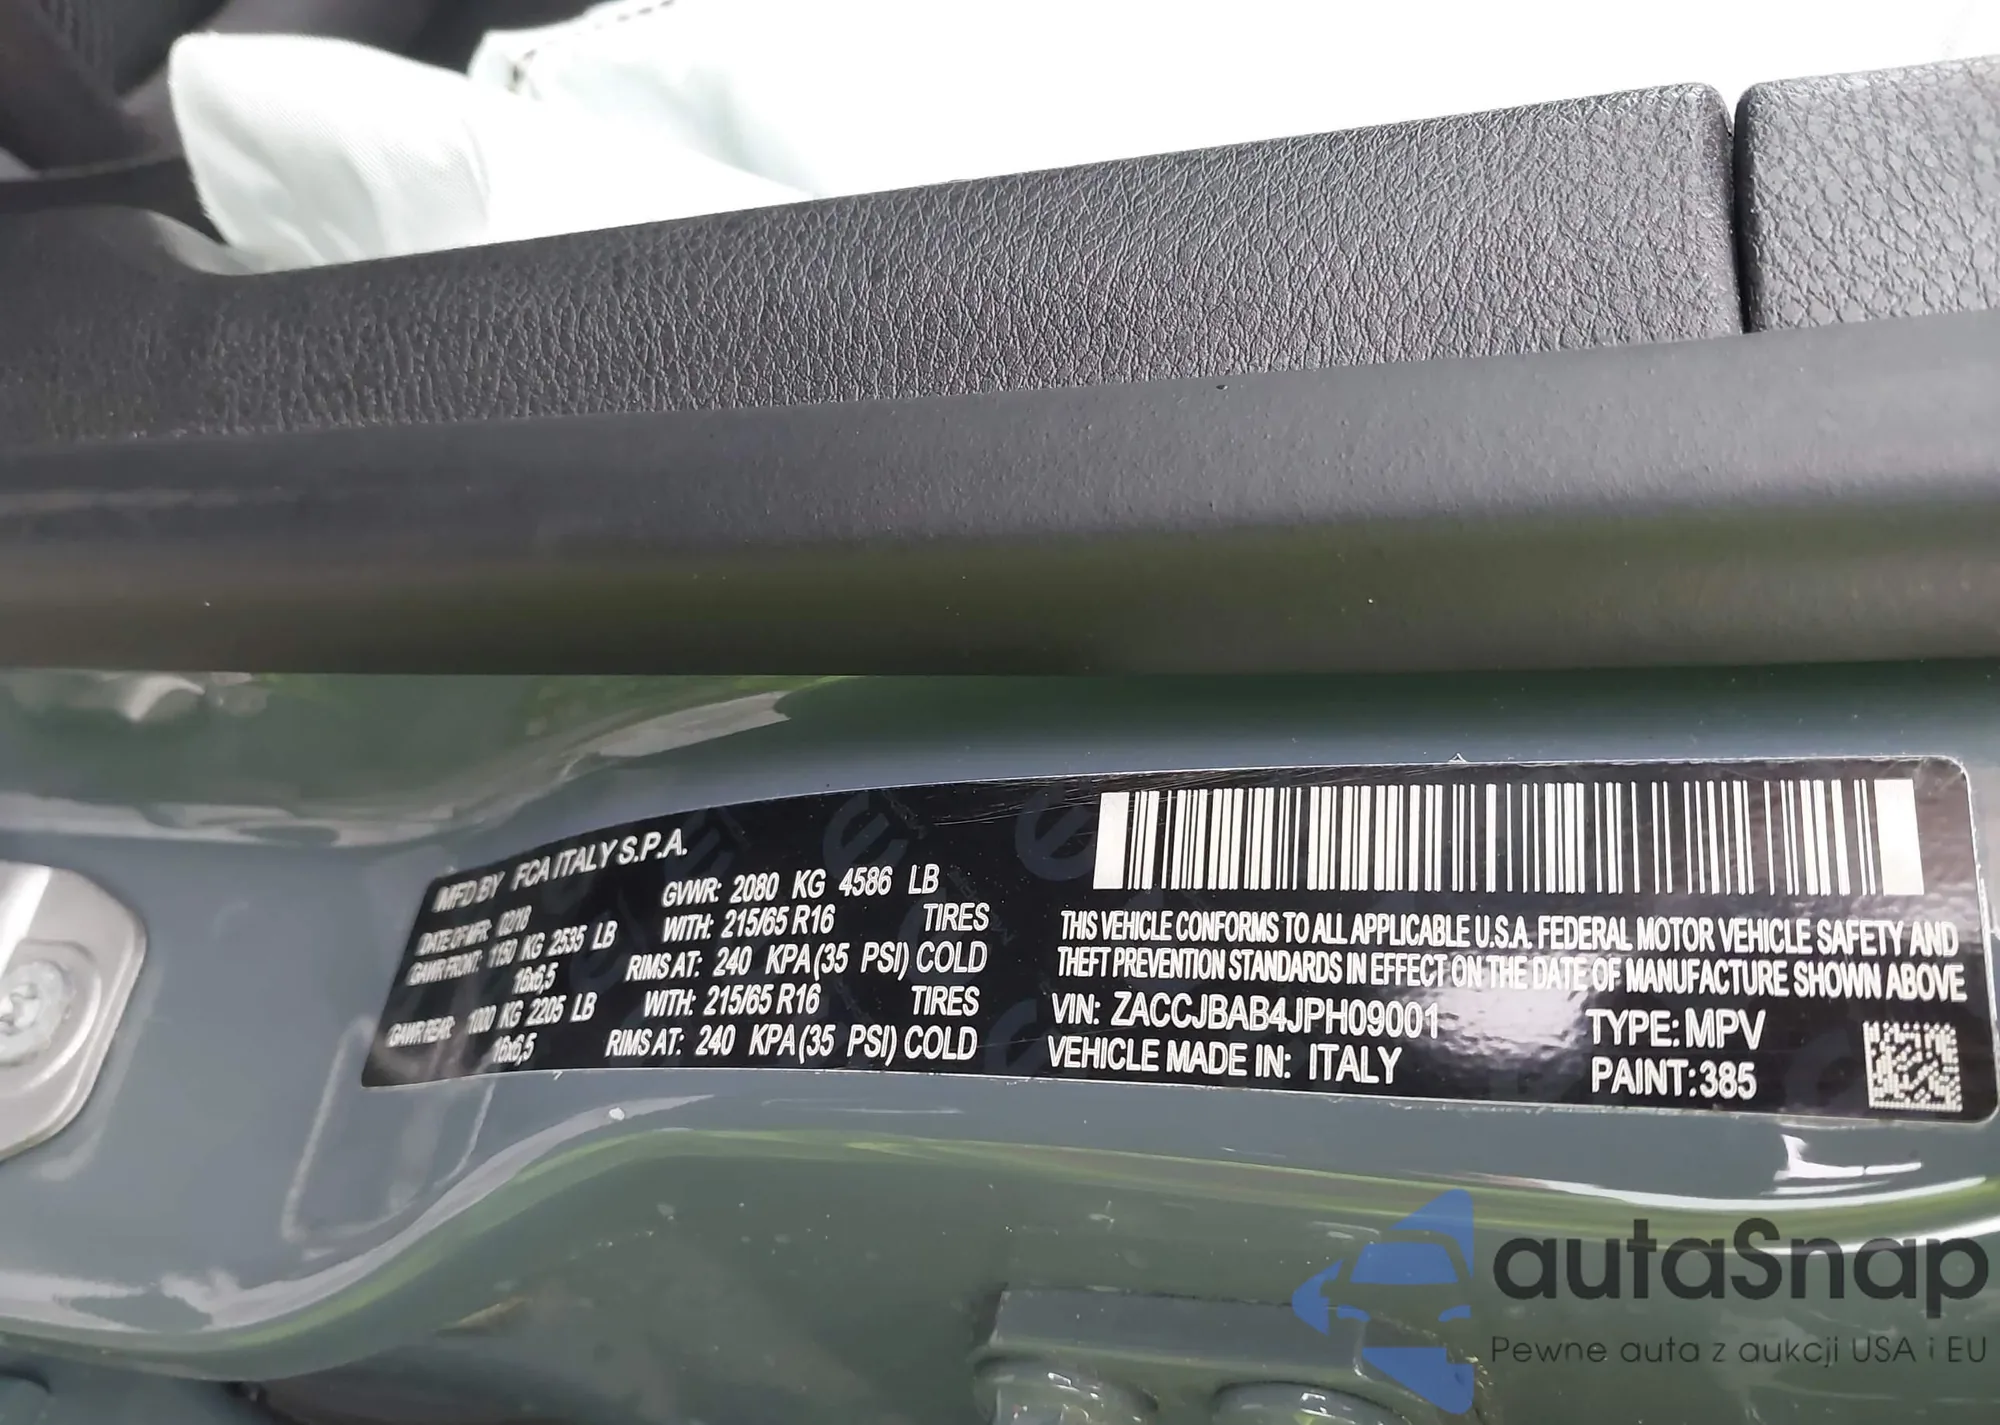 MFD BY FCA ITALY S.P.A.
DATE OF MFR: 02/18 GVWR: 2080 KG 4586 LB
GAWR FRONT: 1150 KG 2535 LB WITH: 215/65 R16 TIRES
16x6,5 RIMS AT: 240 KPA(35 PSI) COLD
GAWR REAR: 1000 KG 2205 LB WITH: 215/65 R16 TIRES
16x6,5 RIMS AT: 240 KPA(35 PSI) COLD
THIS VEHICLE CONFORMS TO ALL APPLICABLE U.S.A. FEDERAL MOTOR VEHICLE SAFETY AND
THEFT PREVENTION STANDARDS IN EFFECT ON THE DATE OF MANUFACTURE SHOWN ABOVE
VIN: ZACCJBAB4JPH09001 TYPE: MPV
VEHICLE MADE IN: ITALY PAINT: 385
autaSnap
Pewne auta z aukcji USA i EU